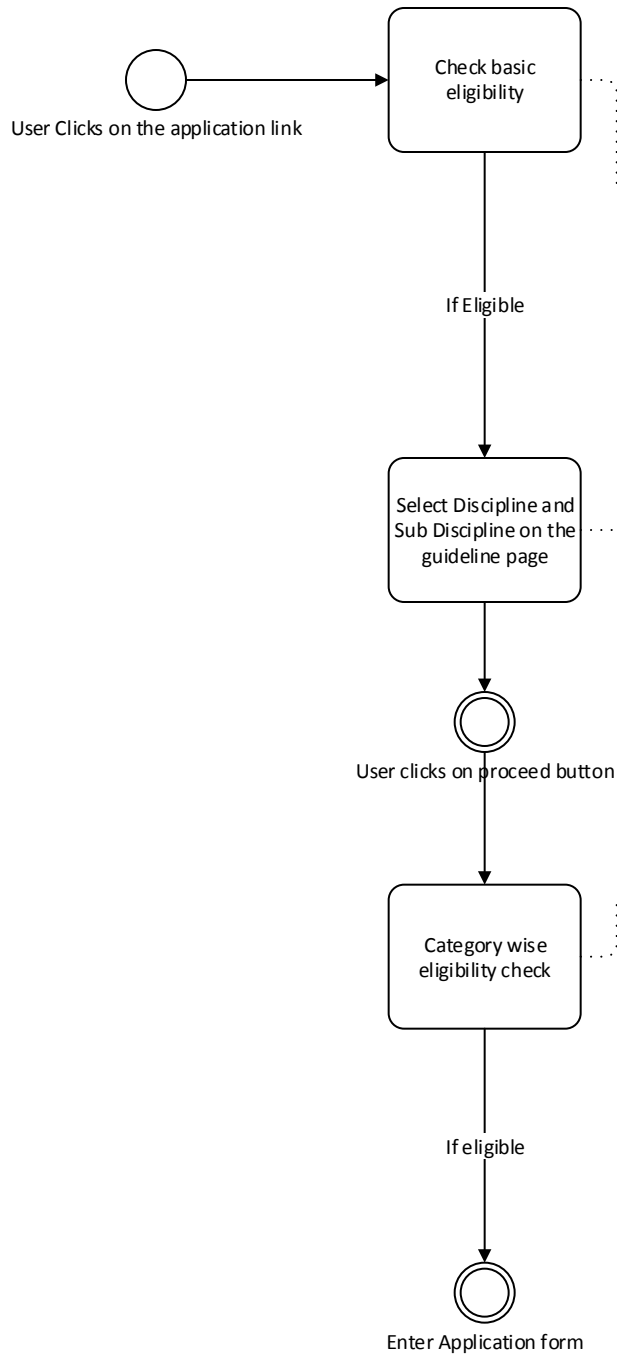 Check basic
eligibility
User Clicks on the application link
If Eligible
Select Discipline and
Sub Discipline on the
guideline page
User clicks on proceed button
Category wise
eligibility check
If eligible
Enter Application form